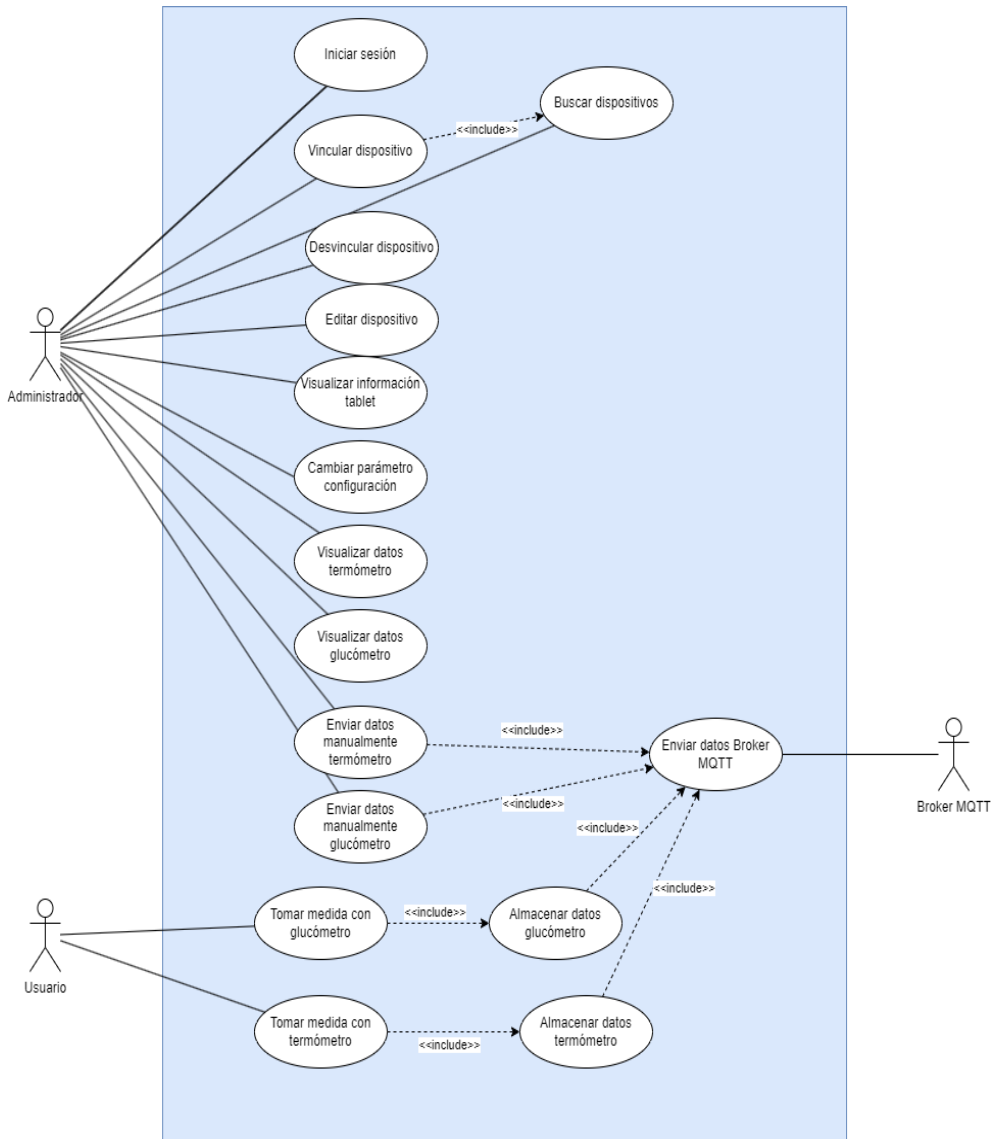 Iniciar sesión
Buscar dispositivos
<<include>>
Vincular dispositivo
Desvincular dispositivo
Editar dispositivo
Administrador
Visualizar información
tablet
Cambiar parámetro
configuración
Visualizar datos
termómetro
Visualizar datos
glucómetro
Enviar datos
manualmente
termómetro
<<include>>
Enviar datos Broker
MQTT
Broker MQTT
Enviar datos
manualmente
glucómetro
<<include>>
<<include>>
<<include>>
Usuario
Tomar medida con
glucómetro
<<include>>
Almacenar datos
glucómetro
Tomar medida con
termómetro
<<include>>
Almacenar datos
termómetro